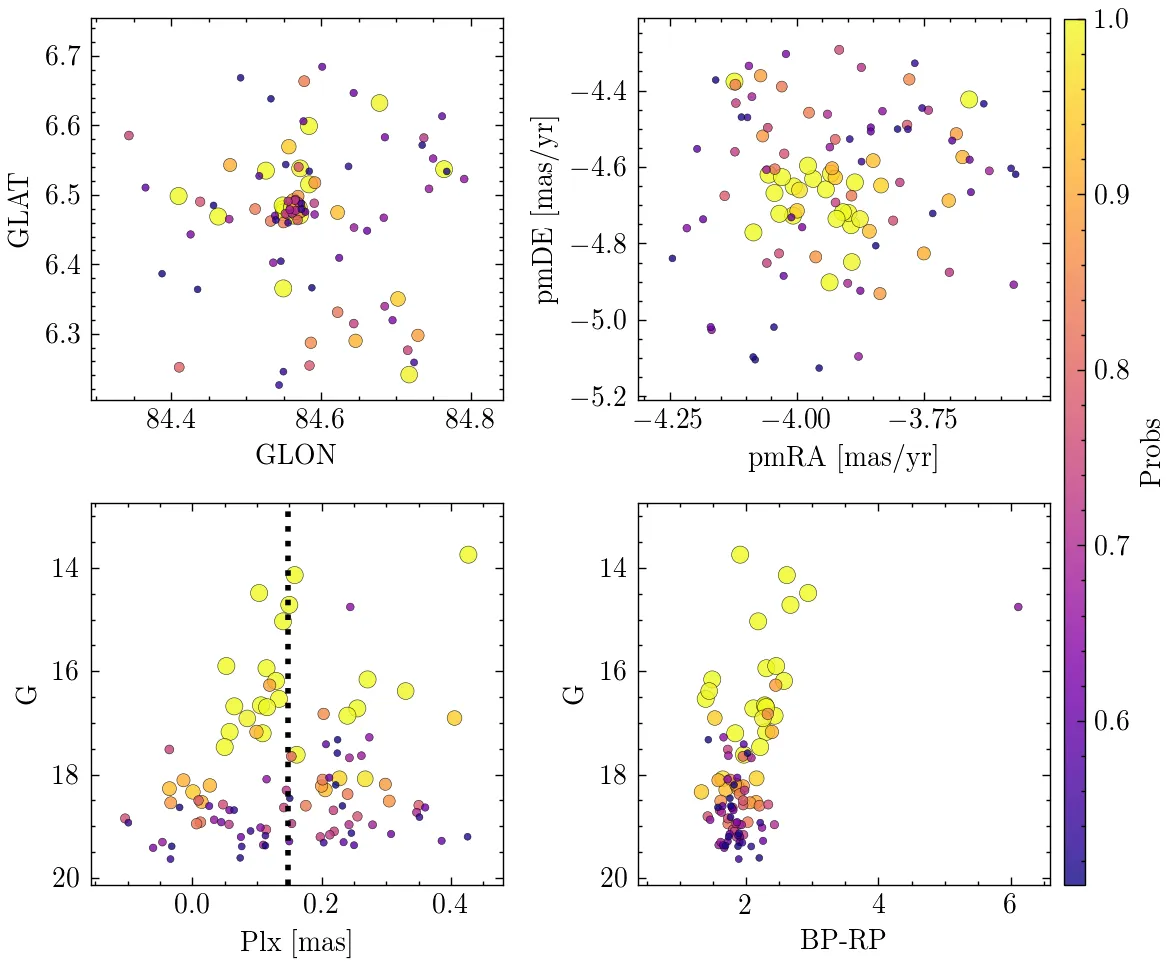 6.7
6.6
6.5
6.4
6.3
GLAT
84.4 84.6 84.8
GLON
−4.4
−4.6
−4.8
−5.0
−5.2
pmDE [mas/yr]
−4.25 −4.00 −3.75
pmRA [mas/yr]
1.0
0.9
0.8
0.7
0.6
Probs
14
16
18
20
G
0.0 0.2 0.4
Plx [mas]
14
16
18
20
G
2 4 6
BP-RP